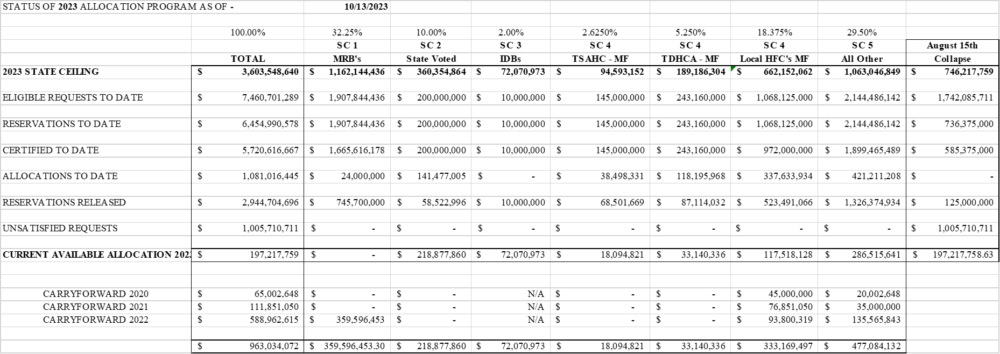 STATUS OF 2023 ALLOCATION PROGRAM AS OF - 10/13/2023
100.00% 32.25% 10.00% 2.00% 2.6250% 5.250% 18.375% 29.50%
SC 1 SC 2 SC 3 SC 4 SC 4 SC 4 SC 5 August 15th
TOTAL MRB's State Voted IDBs TSAHC - MF TDHCA - MF Local HFC's MF All Other Collapse
2023 STATE CEILING $ 3,603,548,640 $ 1,162,144,436 $ 360,354,864 $ 72,070,973 $ 94,593,152 $ 189,186,304 $ 662,152,062 $ 1,063,046,849 $ 746,217,759
ELIGIBLE REQUESTS TO DATE $ 7,460,701,289 $ 1,907,844,436 $ 200,000,000 $ 10,000,000 $ 145,000,000 $ 243,160,000 $ 1,068,125,000 $ 2,144,486,142 $ 1,742,085,711
RESERVATIONS TO DATE $ 6,454,990,578 $ 1,907,844,436 $ 200,000,000 $ 10,000,000 $ 145,000,000 $ 243,160,000 $ 1,068,125,000 $ 2,144,486,142 $ 736,375,000
CERTIFIED TO DATE $ 5,720,616,667 $ 1,665,616,178 $ 200,000,000 $ 10,000,000 $ 145,000,000 $ 243,160,000 $ 972,000,000 $ 1,899,465,489 $ 585,375,000
ALLOCATIONS TO DATE $ 1,081,016,445 $ 24,000,000 $ 141,477,005 $ - $ 38,498,331 $ 118,195,968 $ 337,633,934 $ 421,211,208 $ -
RESERVATIONS RELEASED $ 2,944,704,696 $ 745,700,000 $ 58,522,996 $ 10,000,000 $ 68,501,669 $ 87,114,032 $ 523,491,066 $ 1,326,374,934 $ 125,000,000
UNSATISFIED REQUESTS $ 1,005,710,711 $ - $ - $ - $ - $ - $ - $ - $ 1,005,710,711
CURRENT AVAILABLE ALLOCATION 2023 $ 197,217,759 $ - $ 218,877,860 $ 72,070,973 $ 18,094,821 $ 33,140,336 $ 117,518,128 $ 286,515,641 $ 197,217,758.63
CARRYFORWARD 2020 $ 65,002,648 $ - $ - N/A $ - $ - $ 45,000,000 $ 20,002,648
CARRYFORWARD 2021 $ 111,851,050 $ - $ - N/A $ - $ - $ 76,851,050 $ 35,000,000
CARRYFORWARD 2022 $ 588,962,615 $ 359,596,453 $ - N/A $ - $ - $ 93,800,319 $ 135,565,843
$ 963,034,072 $ 359,596,453.30 $ 218,877,860 $ 72,070,973 $ 18,094,821 $ 33,140,336 $ 333,169,497 $ 477,084,132